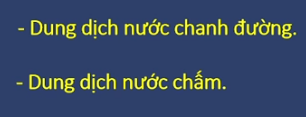 - Dung dịch nước chanh đường.
- Dung dịch nước chấm.